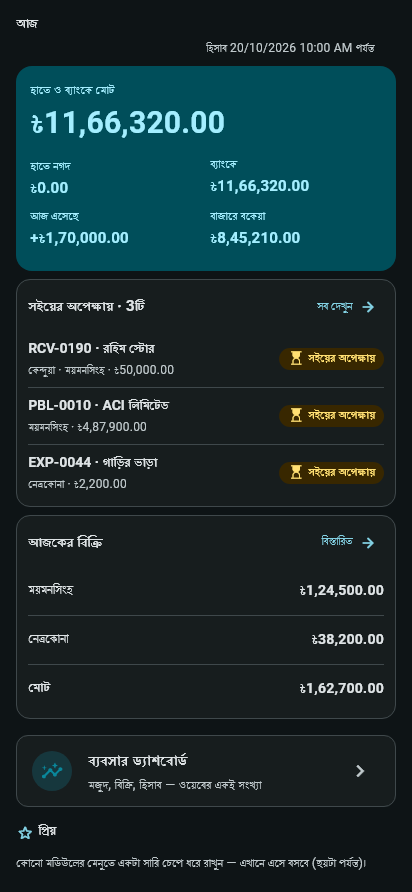 আজ
হিসাব 20/10/2026 10:00 AM পর্যন্ত
হাতে ও ব্যাংকে মোট
৳11,66,320.00
হাতে নগদ
ব্যাংকে
৳0.00
৳11,66,320.00
আজ এসেছে
বাজারে বকেয়া
+৳1,70,000.00
৳8,45,210.00
সইয়ের অপেক্ষায় · 3টি
সব দেখুন
RCV-0190 · রহিম স্টোর
কেন্দুয়া · ময়মনসিংহ · ৳50,000.00
সইয়ের অপেক্ষায়
PBL-0010 · ACI লিমিটেড
ময়মনসিংহ · ৳4,87,900.00
সইয়ের অপেক্ষায়
EXP-0044 · গাড়ির ভাড়া
নেত্রকোনা · ৳2,200.00
সইয়ের অপেক্ষায়
আজকের বিক্রি
বিস্তারিত
ময়মনসিংহ ৳1,24,500.00
নেত্রকোনা ৳38,200.00
মোট ৳1,62,700.00
ব্যবসার ড্যাশবোর্ড
মজুদ, বিক্রি, হিসাব — ওয়েবের একই সংখ্যা
প্রিয়
কোনো মডিউলের মেনুতে একটা সারি চেপে ধরে রাখুন — এখানে এসে বসবে (ছয়টা পর্যন্ত)।